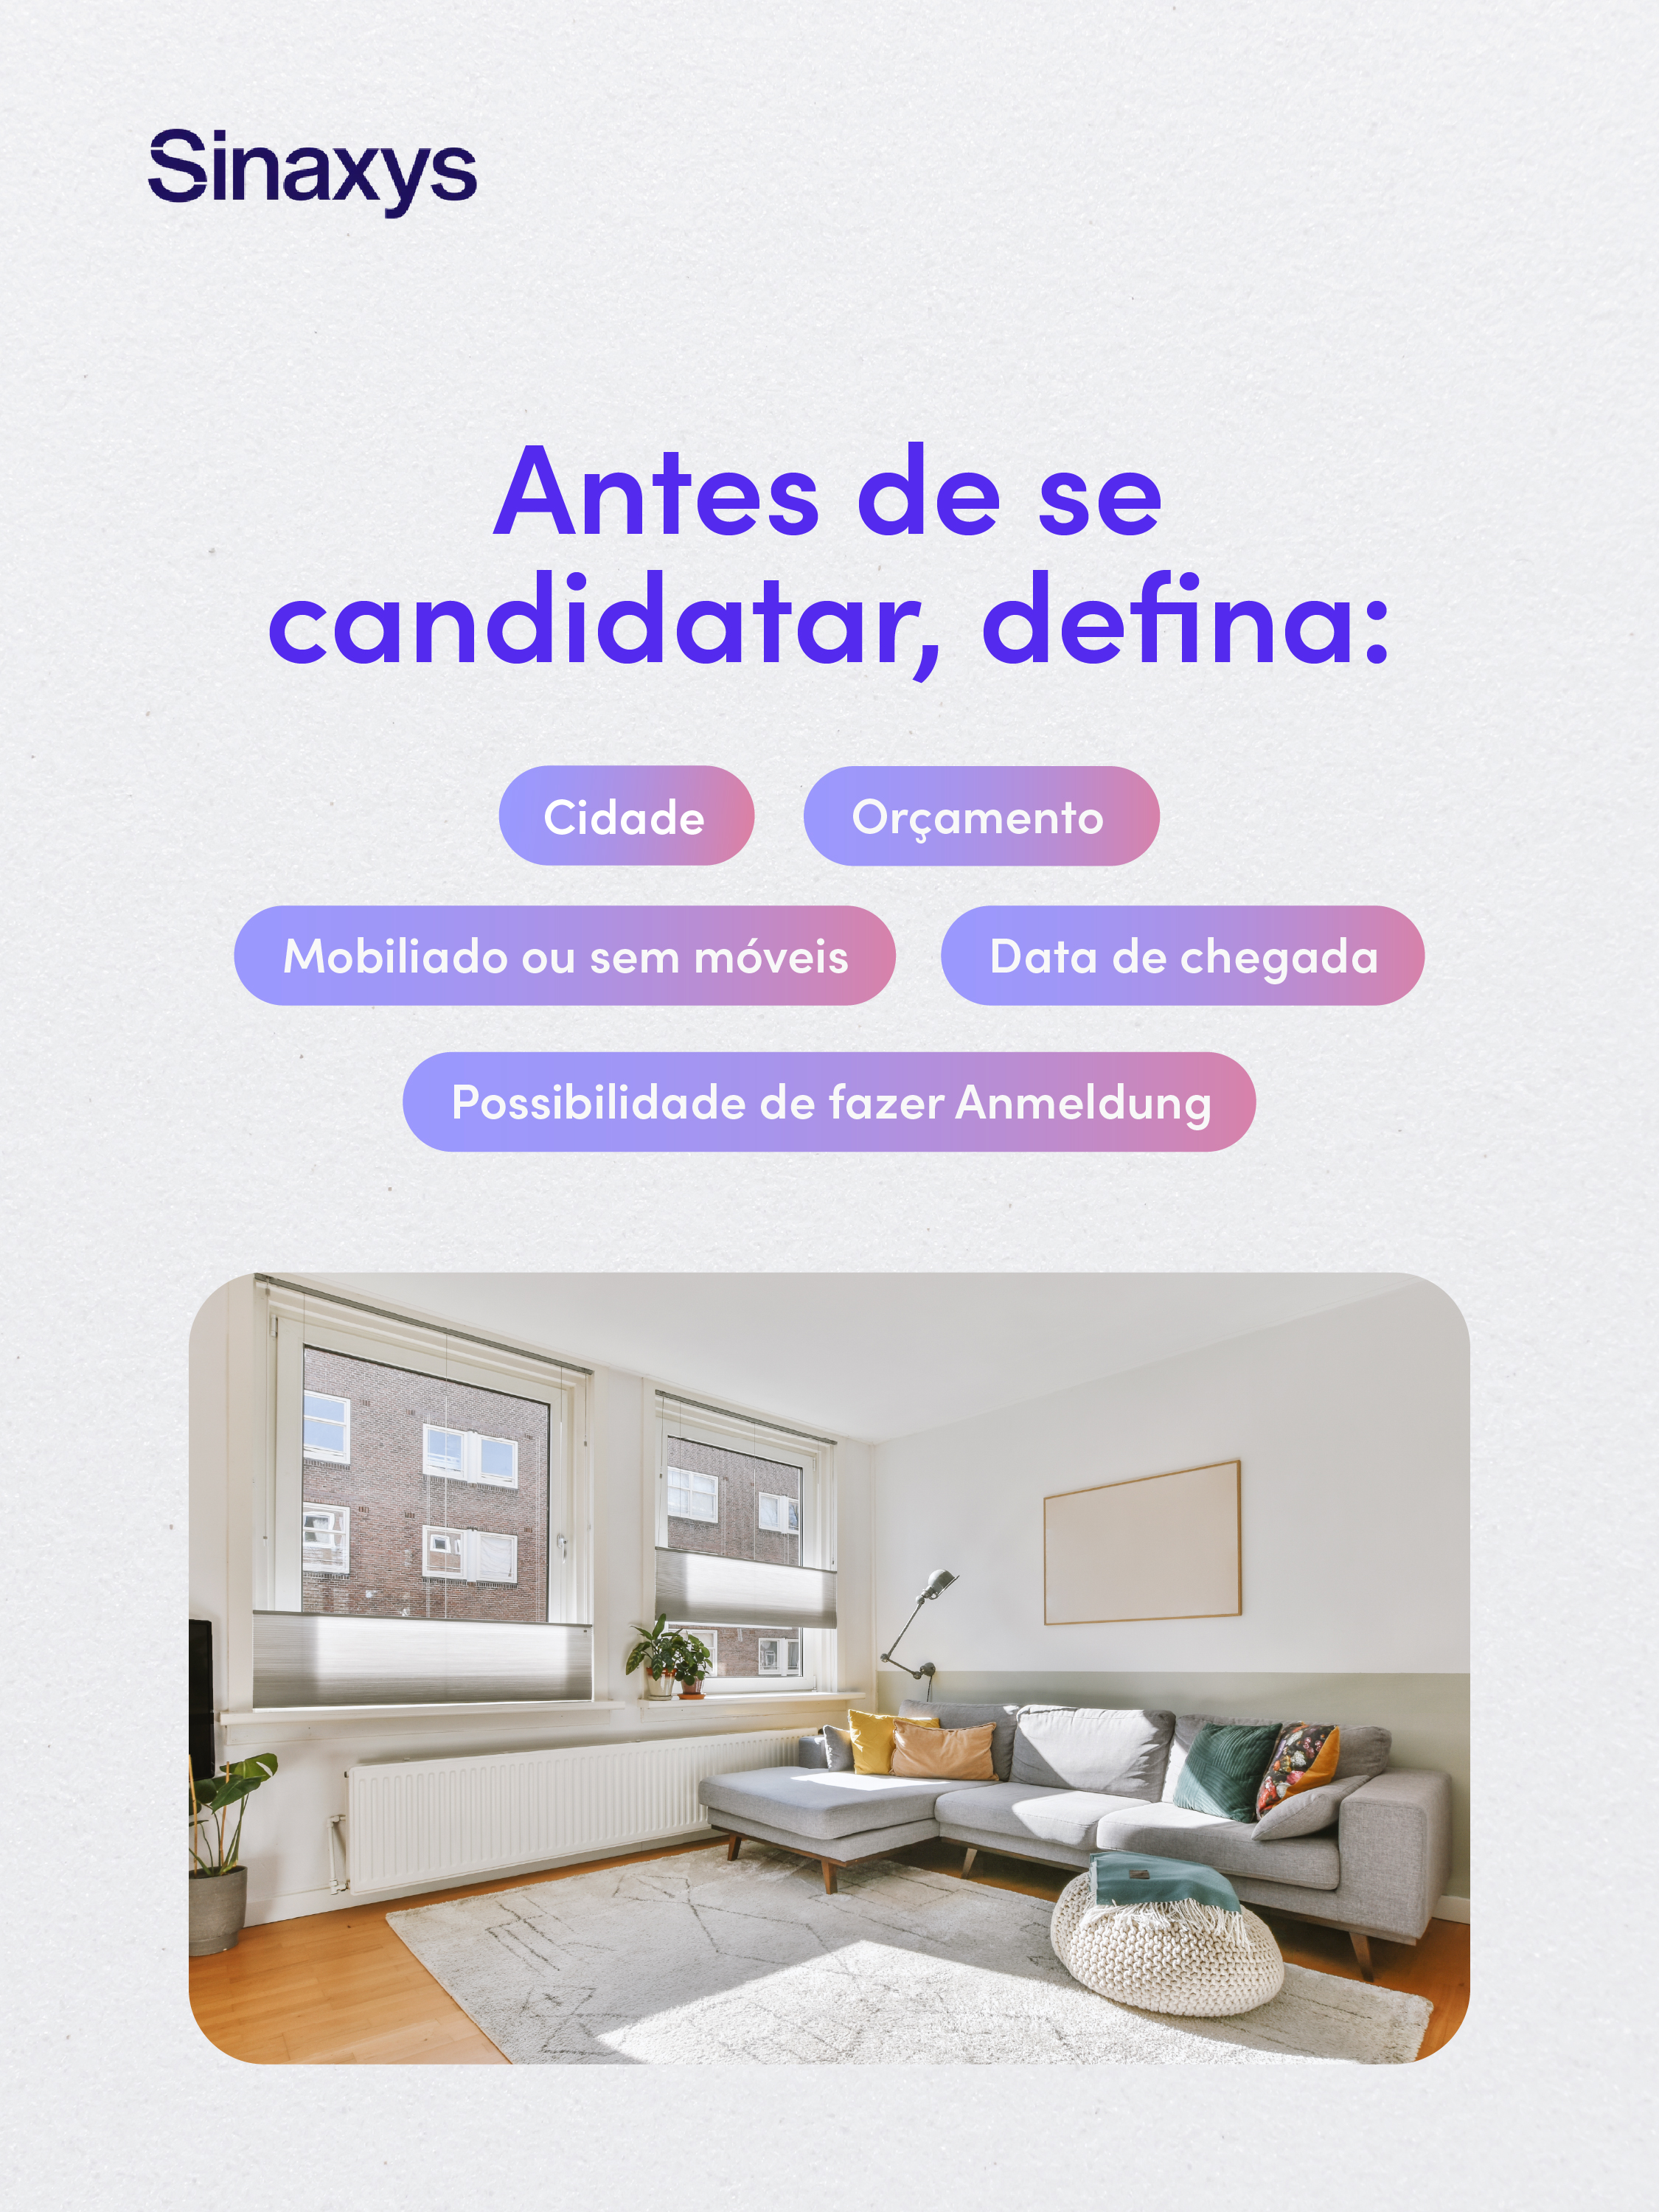 Sinaxys
Antes de se
candidatar, defina:
Cidade
Orçamento
Mobiliado ou sem móveis
Data de chegada
Possibilidade de fazer Anmeldung